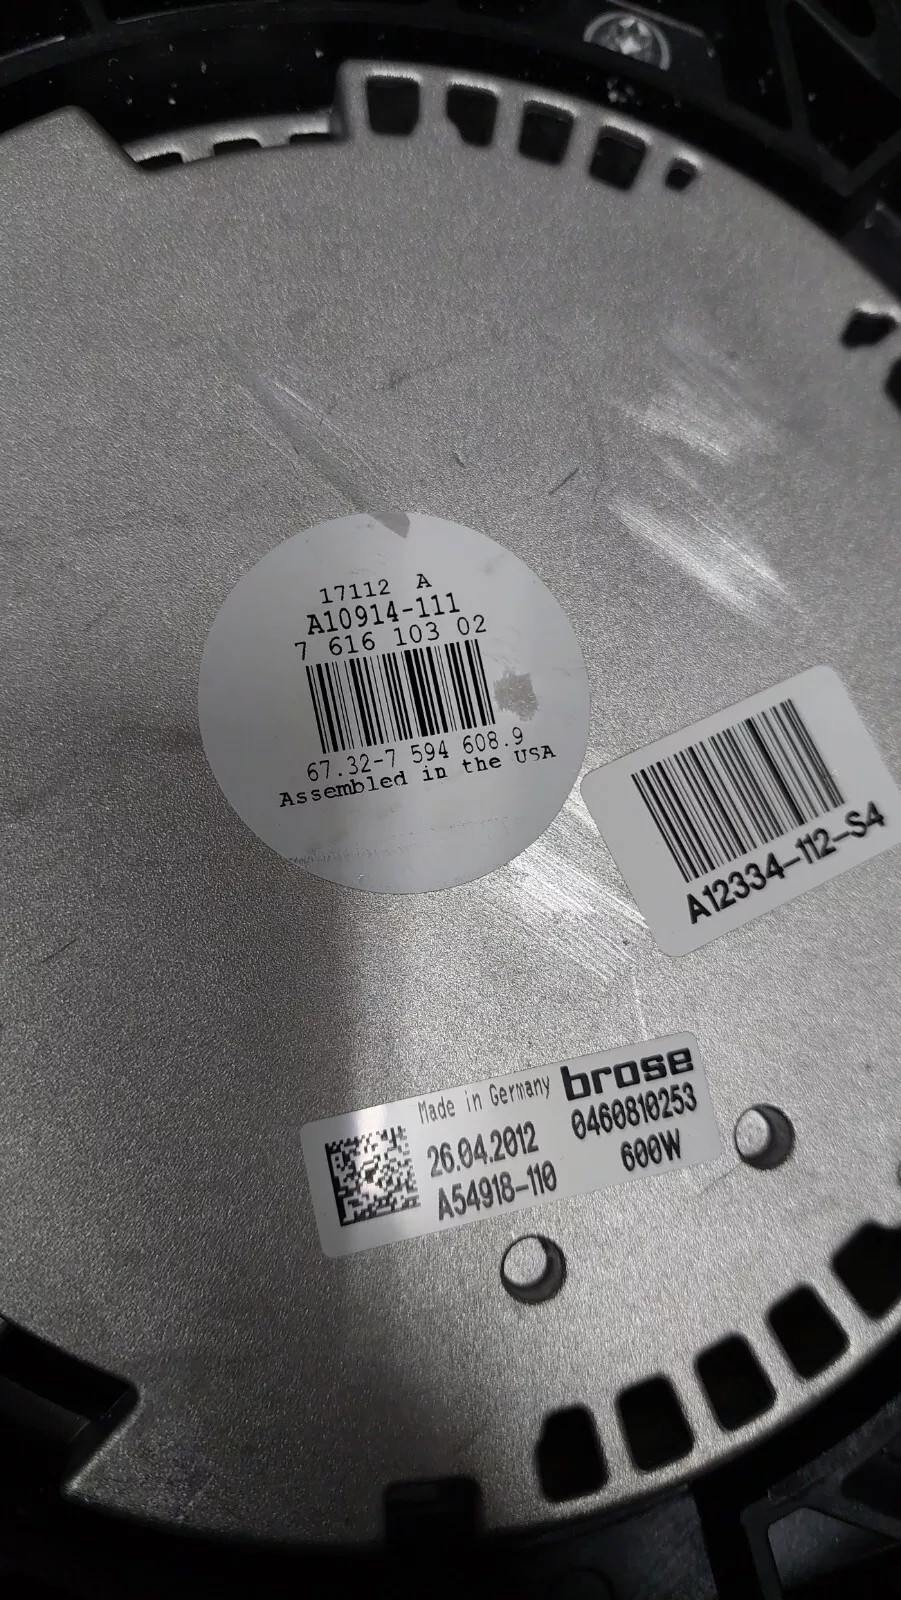 17112 A
A10914-111
7 616 103 02
67.32-7 594 608.9
Assembled in the USA
A12334-112-S4
Made in Germany brose
26.04.2012 0460810253
A54918-110 600W